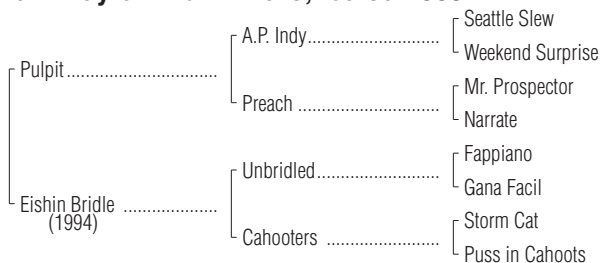 Seattle Slew
A.P. Indy
Weekend Surprise
Pulpit
Mr. Prospector
Preach
Narrate
Fappiano
Unbridled
Gana Facil
Eishin Bridle
(1994)
Storm Cat
Cahooters
Puss in Cahoots